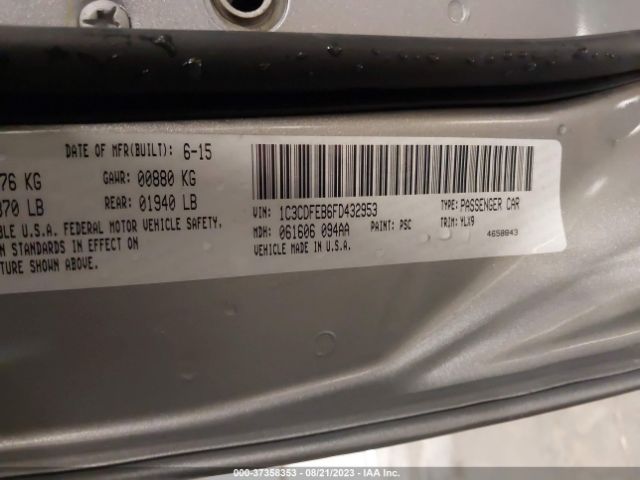 DATE OF MFR(BUILT): 6-15
76 KG GAWR: 00880 KG
370 LB REAR: 01940 LB
BLE U.S.A. FEDERAL MOTOR VEHICLE SAFETY,
N STANDARDS IN EFFECT ON
TURE SHOWN ABOVE.
VIN: 1C3CDFEB6FD432953 TYPE: PASSENGER CAR
MDH: 061606 094AA PAINT: PSC TRIM: YLX9
VEHICLE MADE IN U.S.A. 4658943
000-37358353 - 08/21/2023 - IAA Inc.